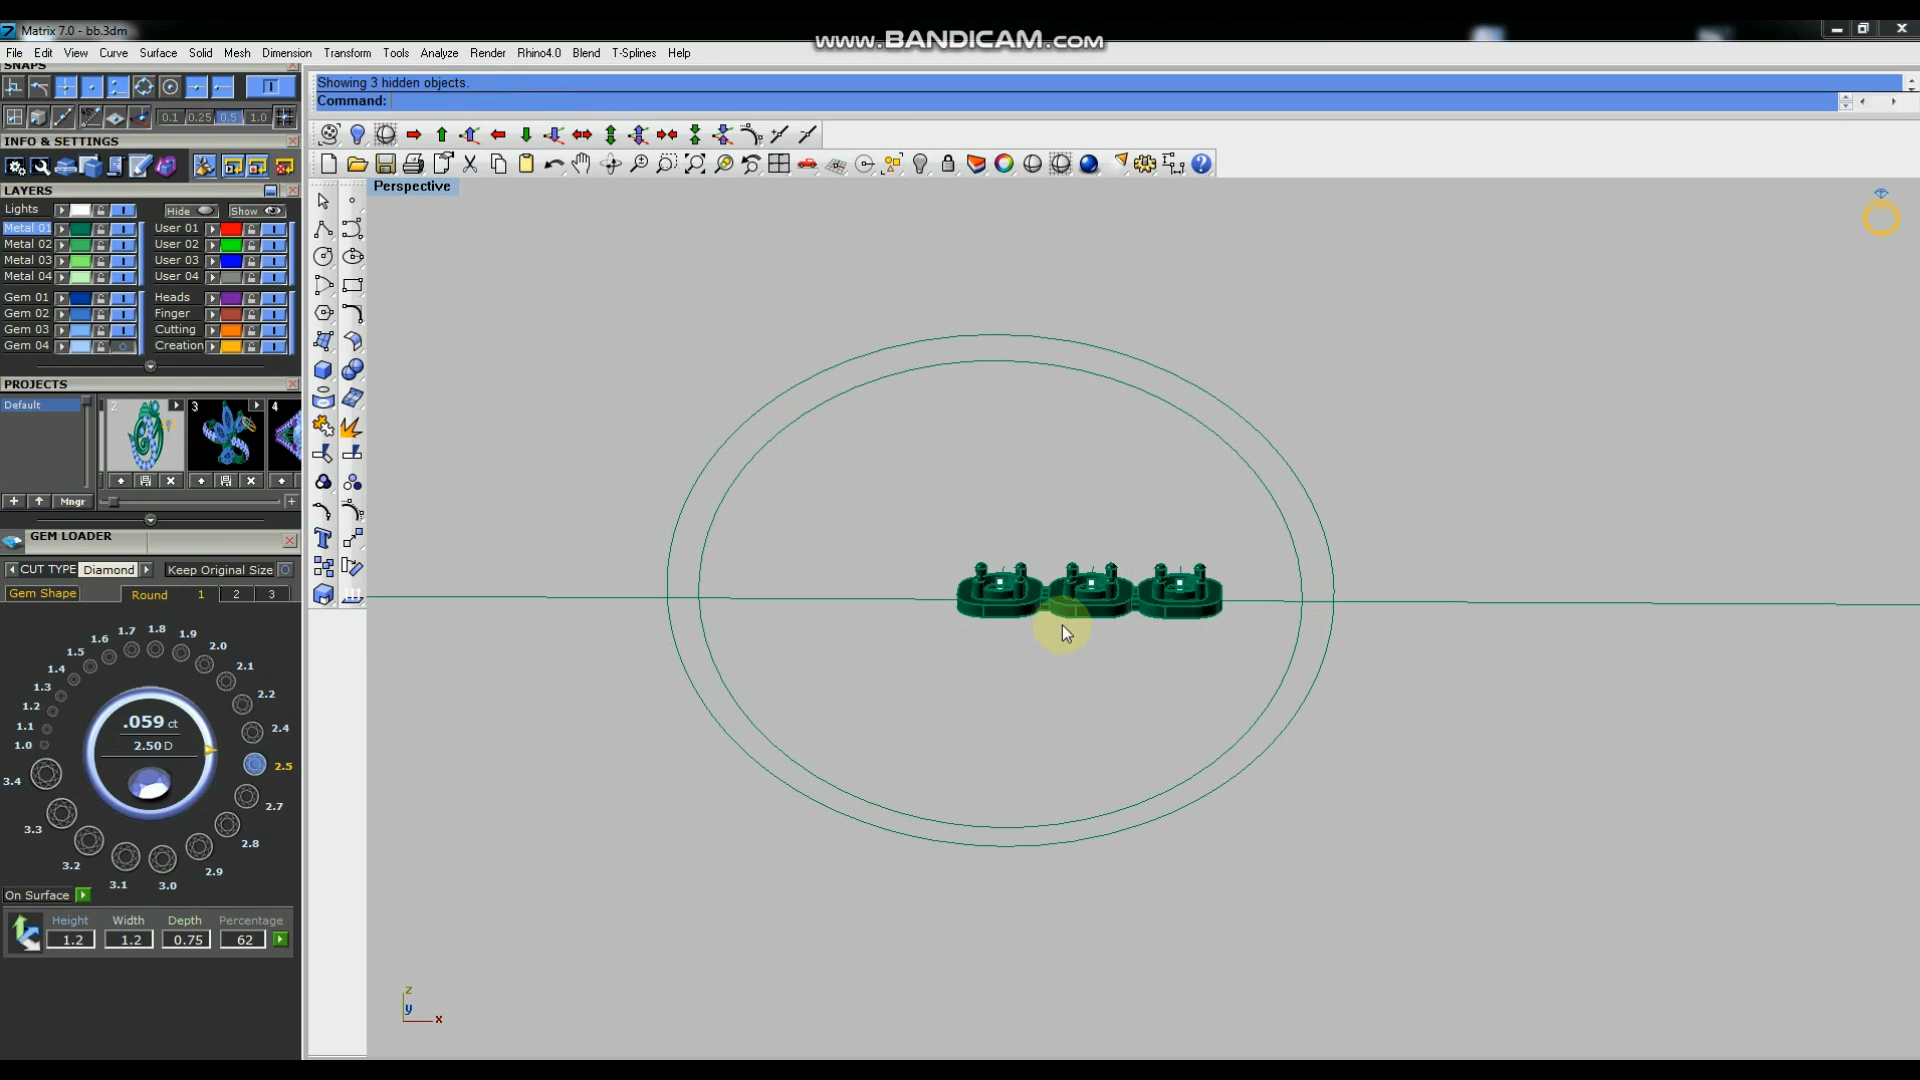 Matrix 7.0 - bb.3dm
www.BANDICAM.com
File Edit View Curve Surface Solid Mesh Dimension Transform Tools Analyze Render Rhino4.0 Blend T-Splines Help
SNAPS
Showing 3 hidden objects.
Command:
0.1 0.25 0.5 1.0
INFO & SETTINGS
LAYERS
Perspective
Lights Hide Show
Metal 01 User 01
Metal 02 User 02
Metal 03 User 03
Metal 04 User 04
Gem 01 Heads
Gem 02 Finger
Gem 03 Cutting
Gem 04 Creation
PROJECTS
Default
2 3 4
Mngr
GEM LOADER
CUT TYPE Diamond Keep Original Size
Gem Shape Round 1 2 3
1.8
1.7 1.9
1.6 2.0
1.5 2.1
1.4
1.3 2.2
1.2
1.1 2.4
1.0
.059 ct
2.50 D
2.5
3.4
2.7
3.3
2.8
3.2 2.9
3.1 3.0
On Surface
Height Width Depth Percentage
1.2 1.2 0.75 62
z
y
x